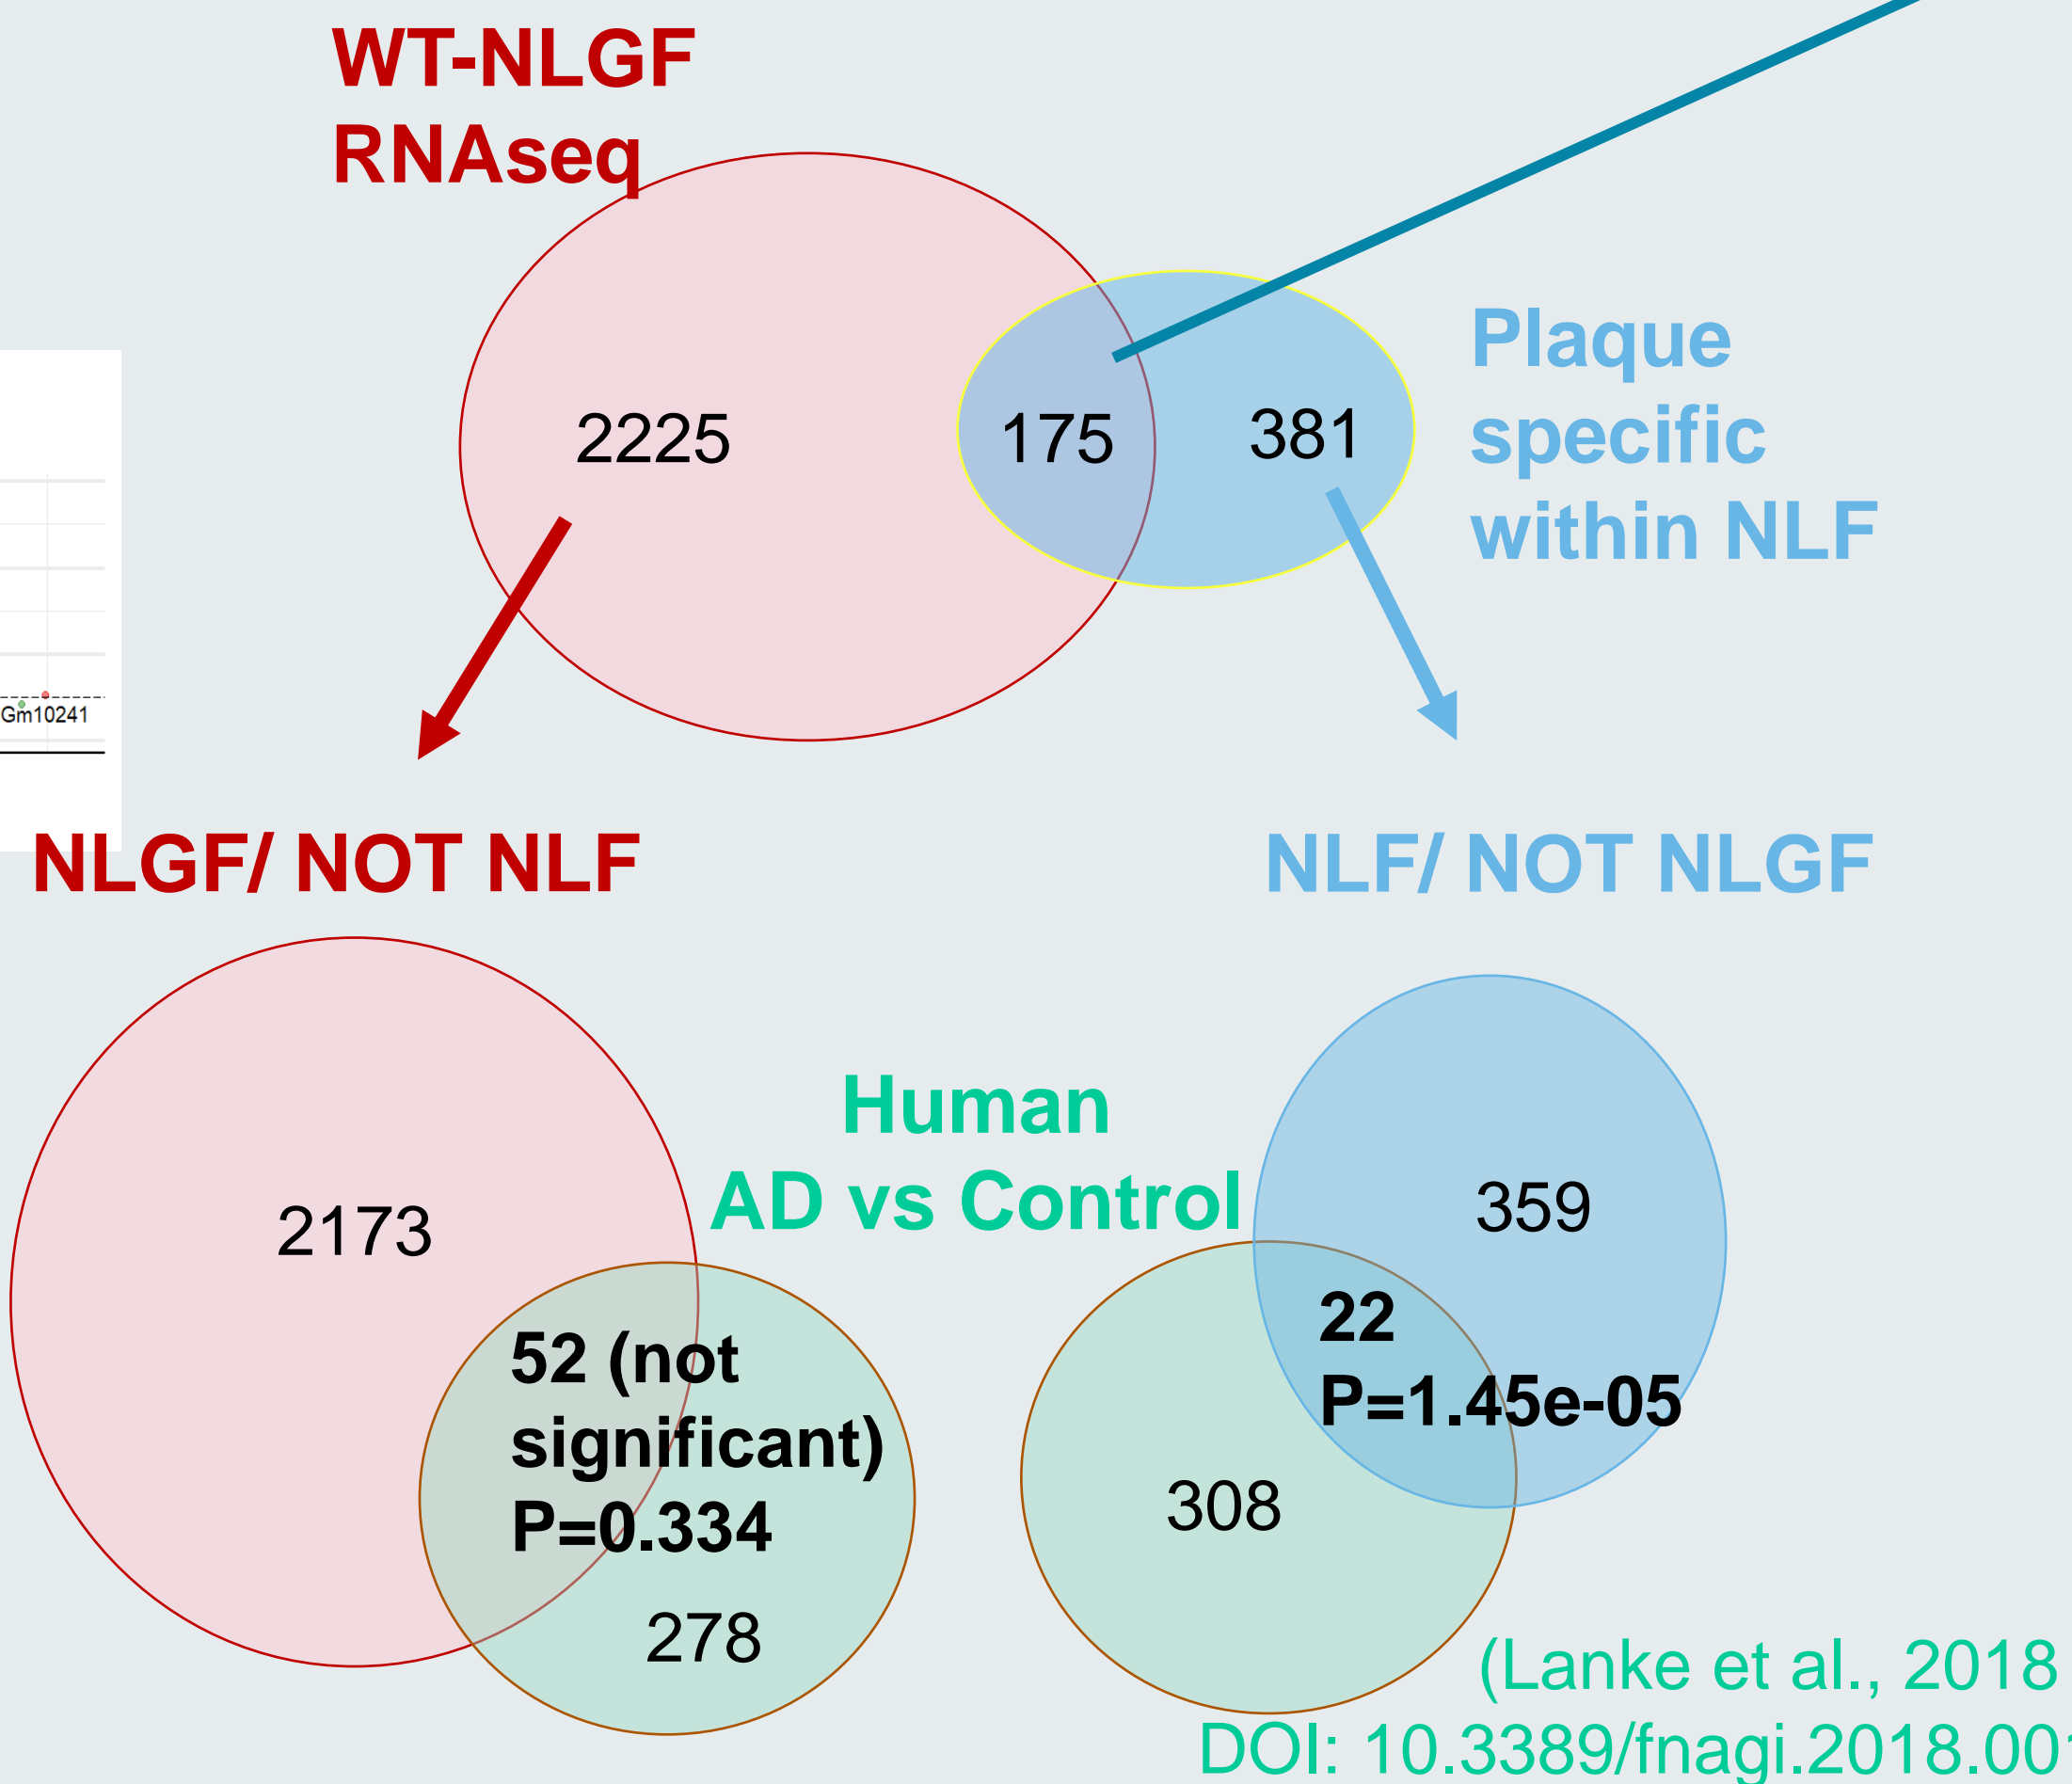 WT-NLGF
RNAseq
2225
175
381
Plaque
specific
within NLF
Gm10241
NLGF/ NOT NLF
NLF/ NOT NLGF
Human
AD vs Control
2173
52 (not
significant)
P=0.334
278
359
22
P=1.45e-05
308
(Lanke et al., 2018
DOI: 10.3389/fnagi.2018.001